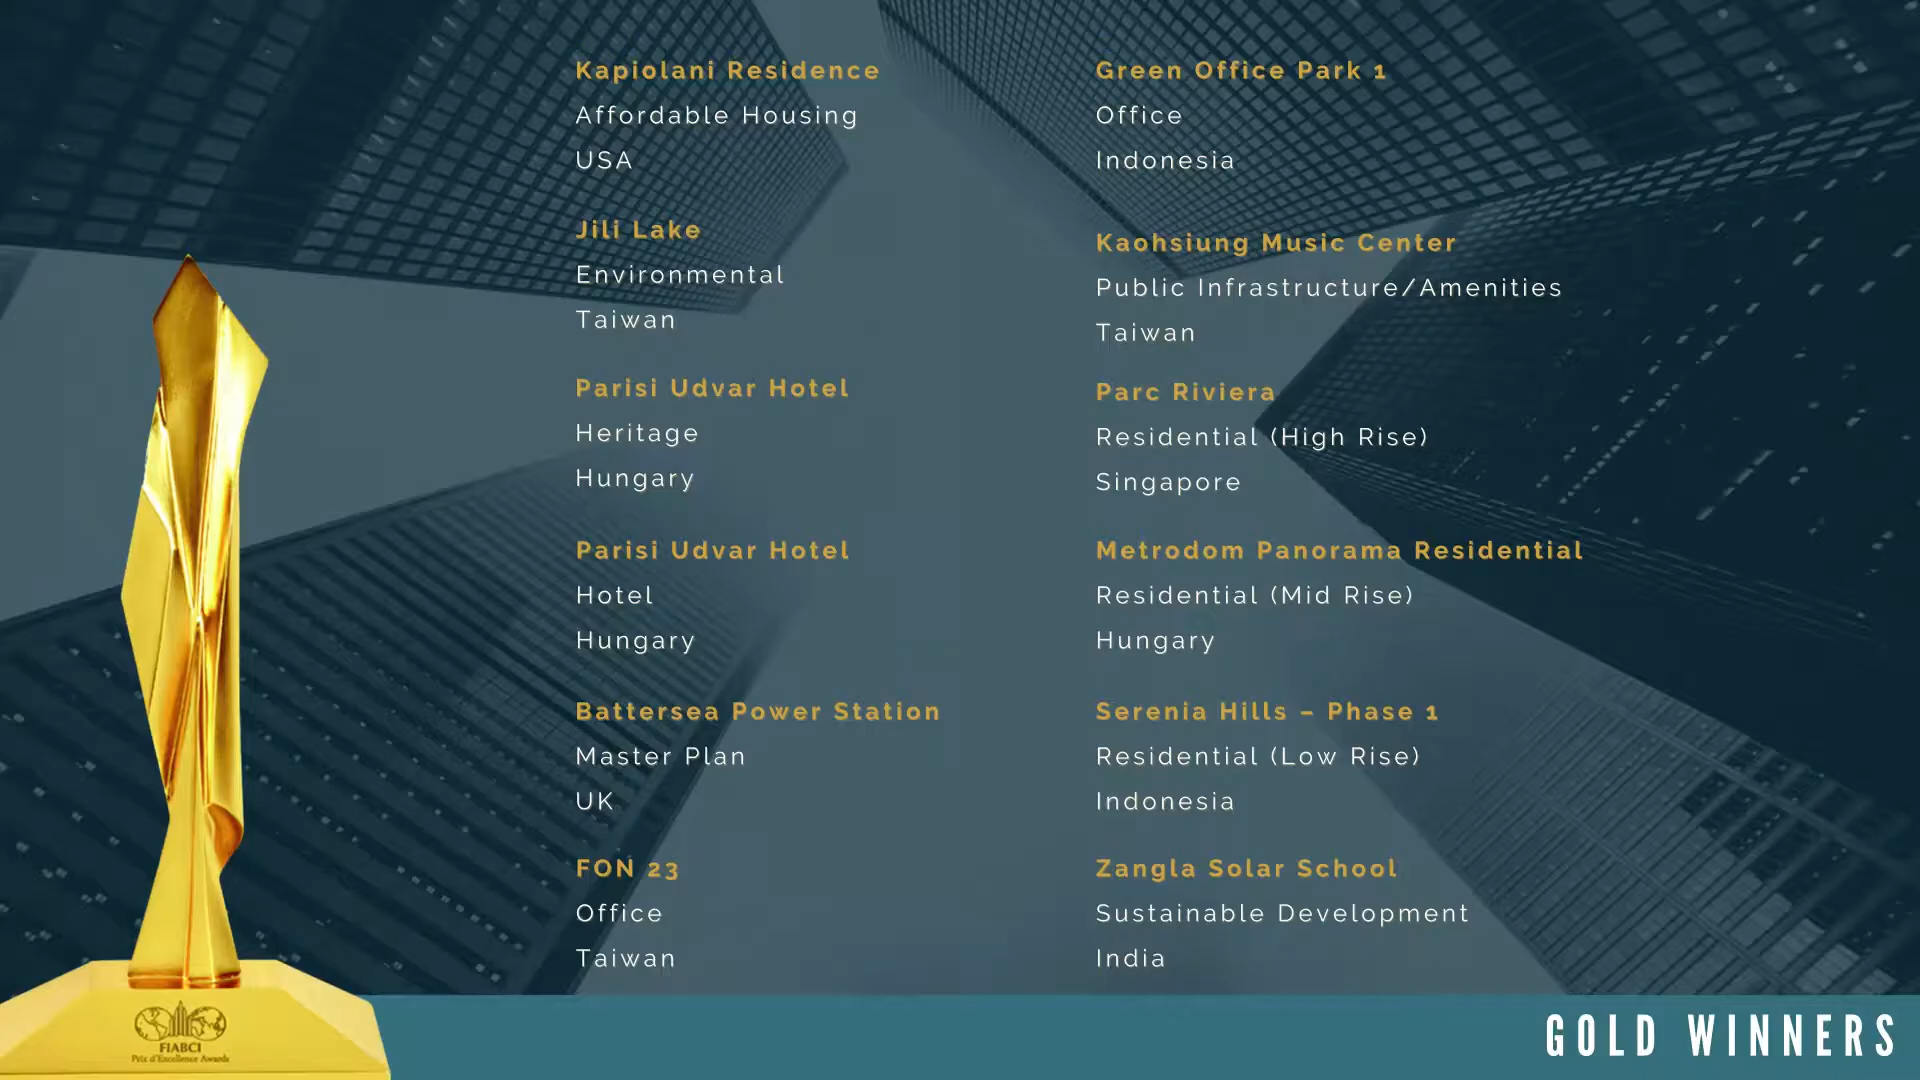 Kapiolani Residence
Affordable Housing
USA
Jili Lake
Environmental
Taiwan
Parisi Udvar Hotel
Heritage
Hungary
Parisi Udvar Hotel
Hotel
Hungary
Battersea Power Station
Master Plan
UK
FON 23
Office
Taiwan
Green Office Park 1
Office
Indonesia
Kaohsiung Music Center
Public Infrastructure/Amenities
Taiwan
Parc Riviera
Residential (High Rise)
Singapore
Metrodom Panorama Residential
Residential (Mid Rise)
Hungary
Serenia Hills – Phase 1
Residential (Low Rise)
Indonesia
Zangla Solar School
Sustainable Development
India
FIABCI
Prix d'Excellence Awards
GOLD WINNERS